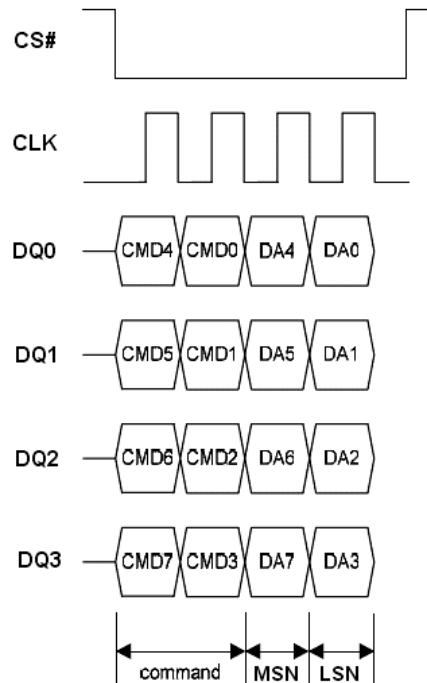 CS#
CLK
DQ0 CMD4 CMD0 DA4 DA0
DQ1 CMD5 CMD1 DA5 DA1
DQ2 CMD6 CMD2 DA6 DA2
DQ3 CMD7 CMD3 DA7 DA3
command MSN LSN